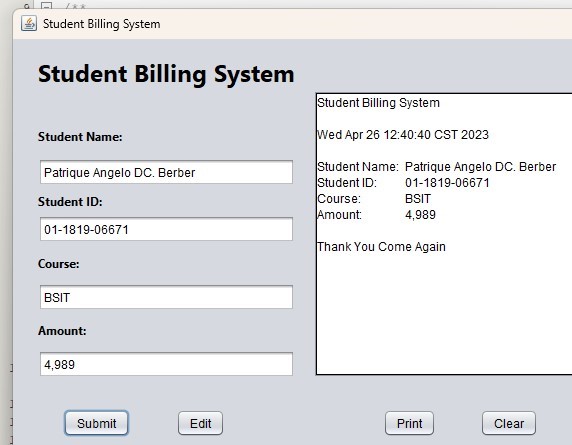 Student Billing System
Student Billing System
Student Name:
Patrique Angelo DC. Berber
Student ID:
01-1819-06671
Course:
BSIT
Amount:
4,989
Student Billing System
Wed Apr 26 12:40:40 CST 2023
Student Name: Patrique Angelo DC. Berber
Student ID: 01-1819-06671
Course: BSIT
Amount: 4,989
Thank You Come Again
Submit Edit Print Clear